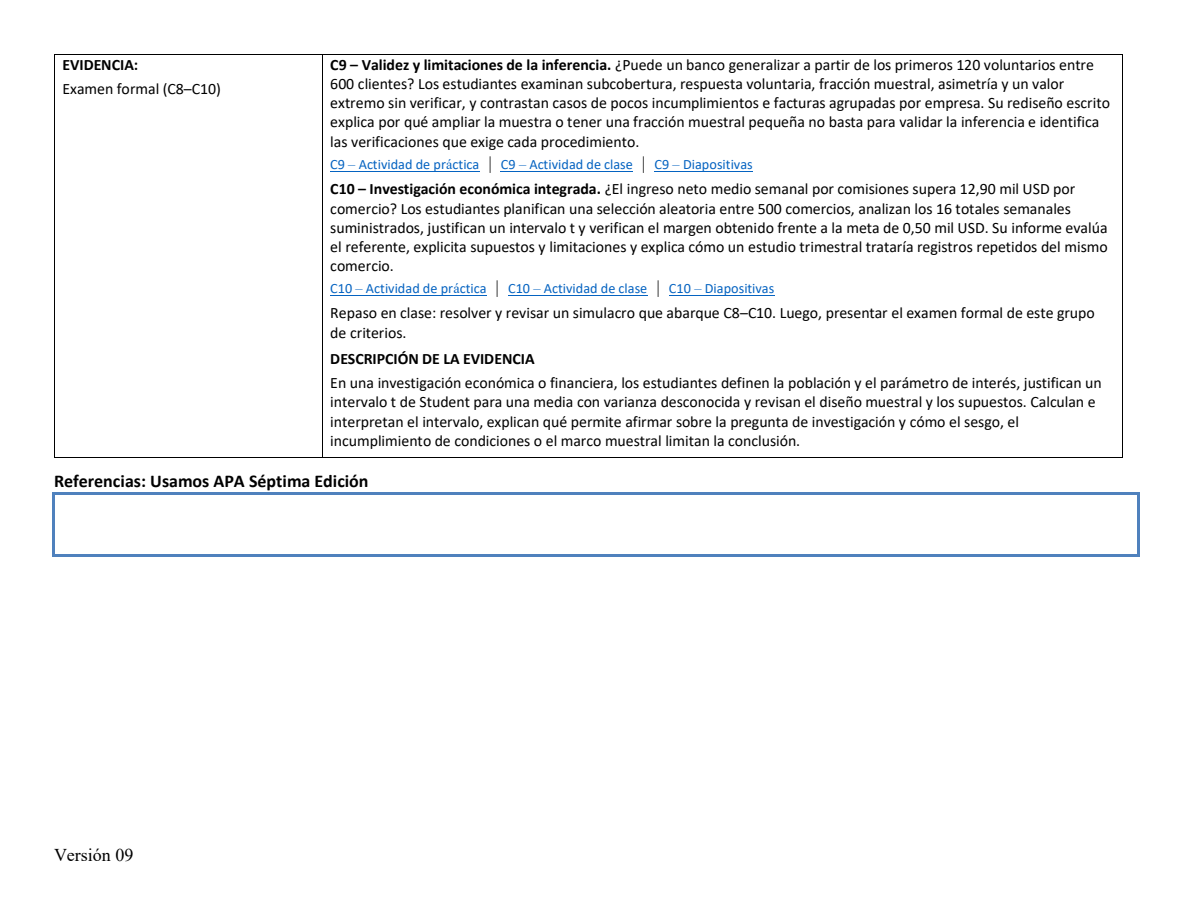 EVIDENCIA:
Examen formal (C8–C10)
C9 – Validez y limitaciones de la inferencia. ¿Puede un banco generalizar a partir de los primeros 120 voluntarios entre
600 clientes? Los estudiantes examinan subcobertura, respuesta voluntaria, fracción muestral, asimetría y un valor
extremo sin verificar, y contrastan casos de pocos incumplimientos e facturas agrupadas por empresa. Su rediseño escrito
explica por qué ampliar la muestra o tener una fracción muestral pequeña no basta para validar la inferencia e identifica
las verificaciones que exige cada procedimiento.
C9 – Actividad de práctica | C9 – Actividad de clase | C9 – Diapositivas
C10 – Investigación económica integrada. ¿El ingreso neto medio semanal por comisiones supera 12,90 mil USD por
comercio? Los estudiantes planifican una selección aleatoria entre 500 comercios, analizan los 16 totales semanales
suministrados, justifican un intervalo t y verifican el margen obtenido frente a la meta de 0,50 mil USD. Su informe evalúa
el referente, explicita supuestos y limitaciones y explica cómo un estudio trimestral trataría registros repetidos del mismo
comercio.
C10 – Actividad de práctica | C10 – Actividad de clase | C10 – Diapositivas
Repaso en clase: resolver y revisar un simulacro que abarque C8–C10. Luego, presentar el examen formal de este grupo
de criterios.
DESCRIPCIÓN DE LA EVIDENCIA
En una investigación económica o financiera, los estudiantes definen la población y el parámetro de interés, justifican un
intervalo t de Student para una media con varianza desconocida y revisan el diseño muestral y los supuestos. Calculan e
interpretan el intervalo, explican qué permite afirmar sobre la pregunta de investigación y cómo el sesgo, el
incumplimiento de condiciones o el marco muestral limitan la conclusión.
Referencias: Usamos APA Séptima Edición
Versión 09